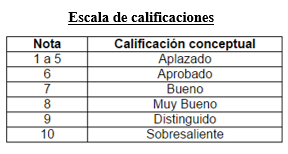 Escala de calificaciones
Nota Calificación conceptual
1 a 5 Aplazado
6 Aprobado
7 Bueno
8 Muy Bueno
9 Distinguido
10 Sobresaliente